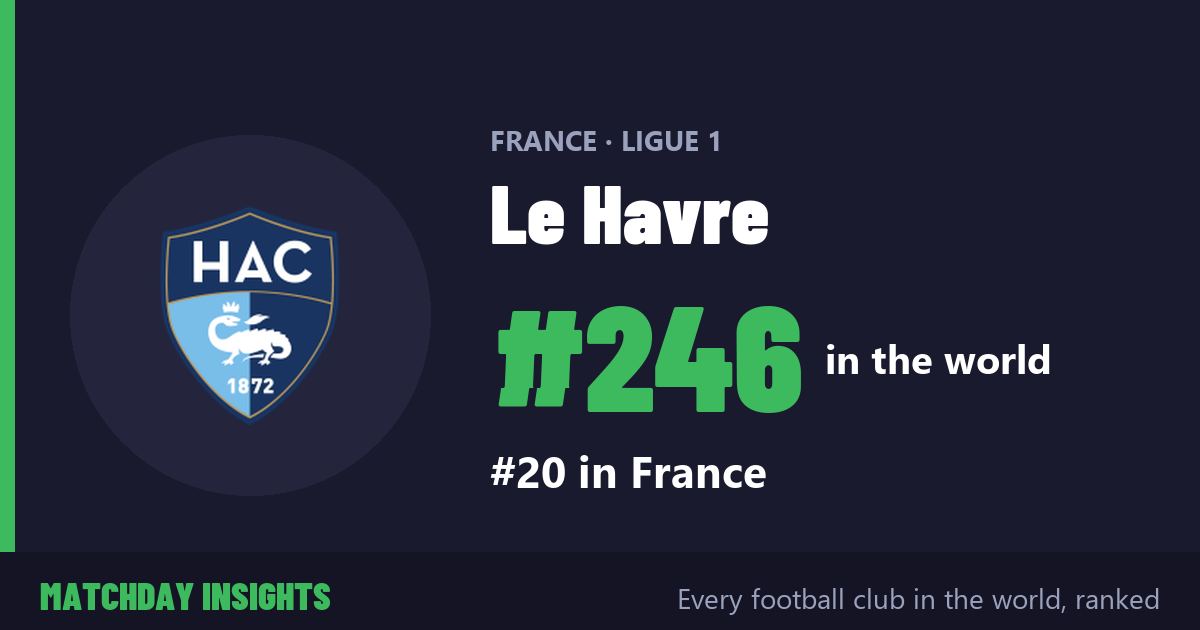 FRANCE · LIGUE 1
Le Havre
HAC
1872
#246 in the world
#20 in France
MATCHDAY INSIGHTS
Every football club in the world, ranked